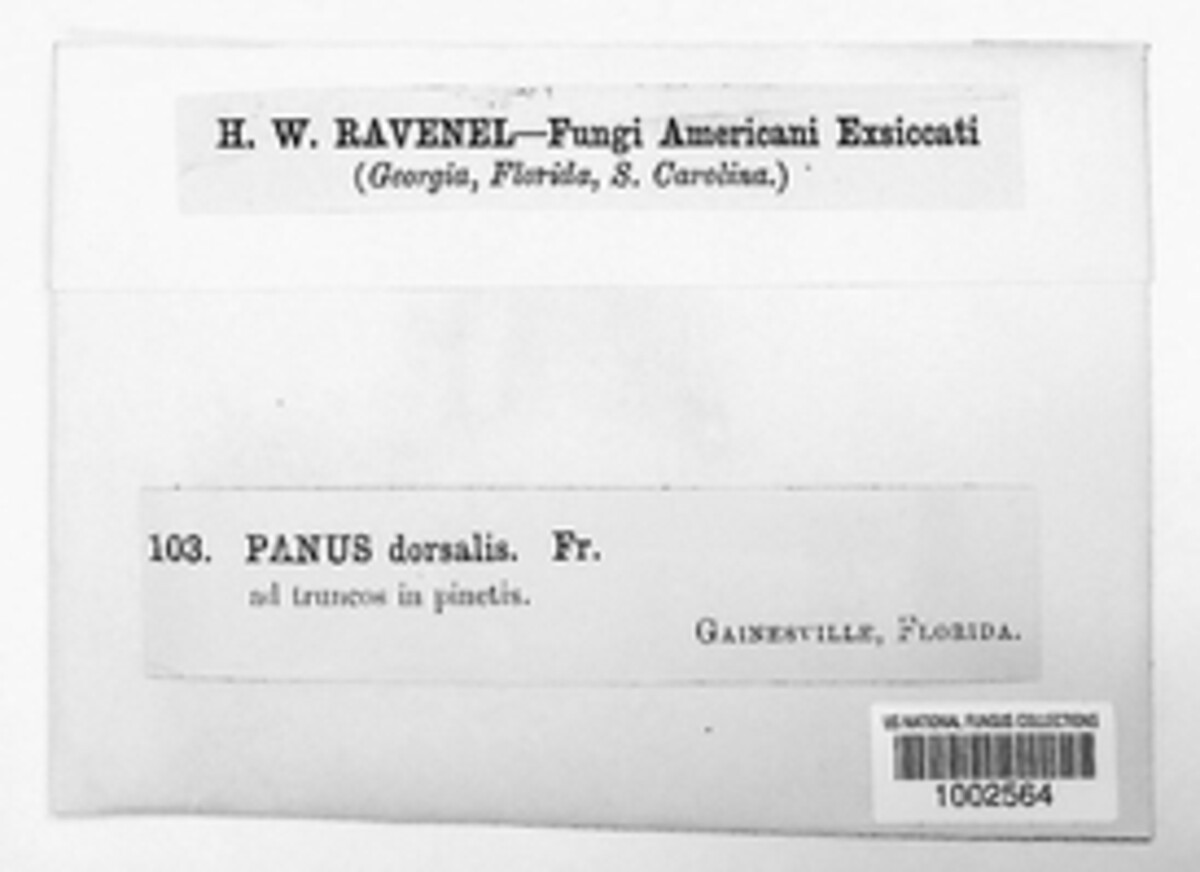 H. W. RAVENEL—Fungi Americani Exsiccati
(Georgia, Florida, S. Carolina.)
103. PANUS dorsalis. Fr.
ad truncos in pinetis.
GAINESVILLE, FLORIDA.
US NATIONAL FUNGUS COLLECTIONS
1002564